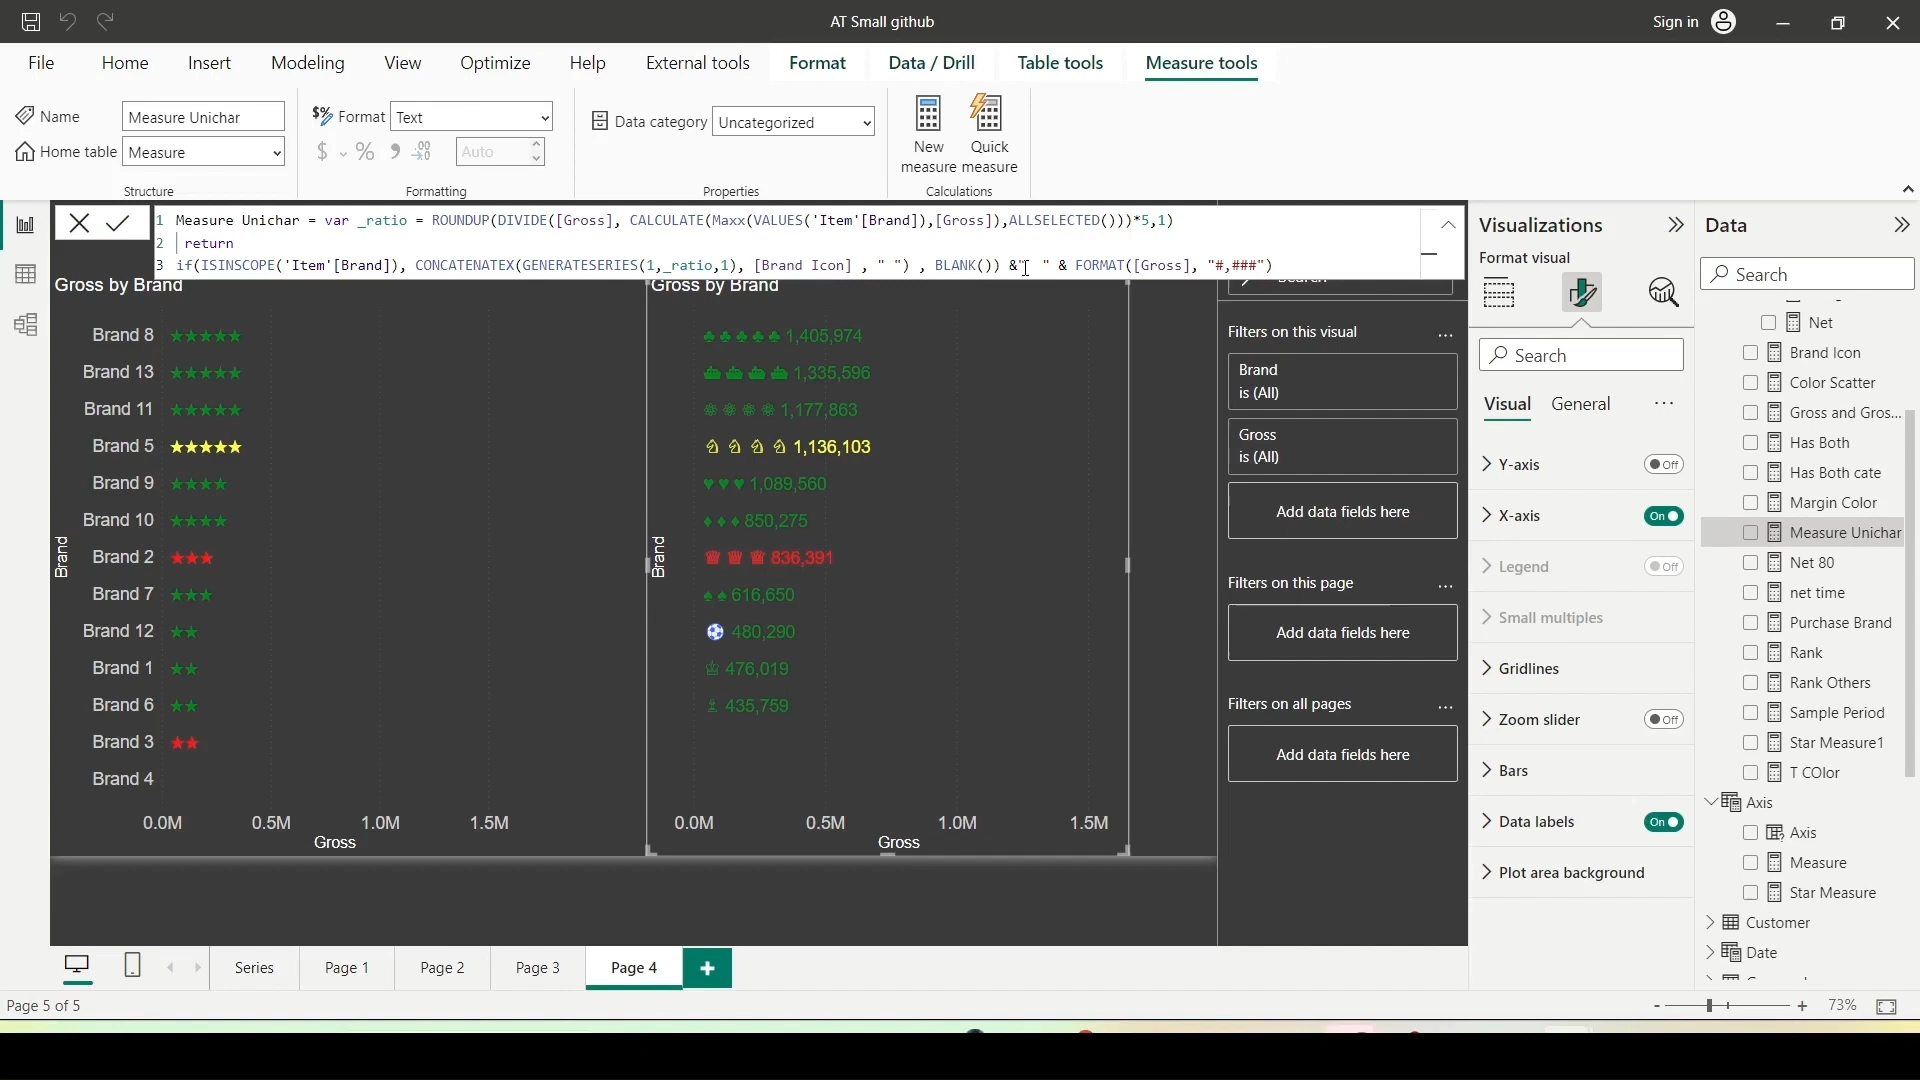 AT Small github
Sign in
File Home Insert Modeling View Optimize Help External tools Format Data / Drill Table tools Measure tools
Name Measure Unichar
Home table Measure
Structure
$% Format Text
$ % 9 .00 Auto
Formatting
Data category Uncategorized
Properties
New measure
Quick measure
Calculations
1 Measure Unichar = var _ratio = ROUNDUP(DIVIDE([Gross], CALCULATE(Maxx(VALUES('Item'[Brand]),[Gross]),ALLSELECTED()))*5,1)
2 return
3 if(ISINSCOPE('Item'[Brand]), CONCATENATEX(GENERATESERIES(1,_ratio,1), [Brand Icon] , " ") , BLANK()) &"  " & FORMAT([Gross], "#,###")
Gross by Brand
Brand
Brand 8 ★★★★★
Brand 13 ★★★★★
Brand 11 ★★★★★
Brand 5 ★★★★★
Brand 9 ★★★★
Brand 10 ★★★★
Brand 2 ★★★
Brand 7 ★★★
Brand 12 ★★
Brand 1 ★★
Brand 6 ★★
Brand 3 ★★
Brand 4
0.0M 0.5M 1.0M 1.5M
Gross
Gross by Brand
Brand
♣ ♣ ♣ ♣ ♣ 1,405,974
1,335,596
1,177,863
♘ ♘ ♘ ♘ 1,136,103
♥ ♥ ♥ 1,089,560
♦ ♦ ♦ 850,275
♕ ♕ ♕ 836,391
♠ ♠ 616,650
⚽ 480,290
♔ 476,019
♗ 435,759
0.0M 0.5M 1.0M 1.5M
Gross
Filters on this visual ...
Brand
is (All)
Gross
is (All)
Add data fields here
Filters on this page ...
Add data fields here
Filters on all pages ...
Add data fields here
Visualizations
Format visual
Search
Visual General ...
Y-axis Off
X-axis On
Legend Off
Small multiples
Gridlines
Zoom slider Off
Bars
Data labels On
Plot area background
Data
Search
Net
Brand Icon
Color Scatter
Gross and Gros...
Has Both
Has Both cate
Margin Color
Measure Unichar
Net 80
net time
Purchase Brand
Rank
Rank Others
Sample Period
Star Measure1
T COlor
Axis
Axis
Measure
Star Measure
Customer
Date
Series Page 1 Page 2 Page 3 Page 4 +
Page 5 of 5
- + 73%